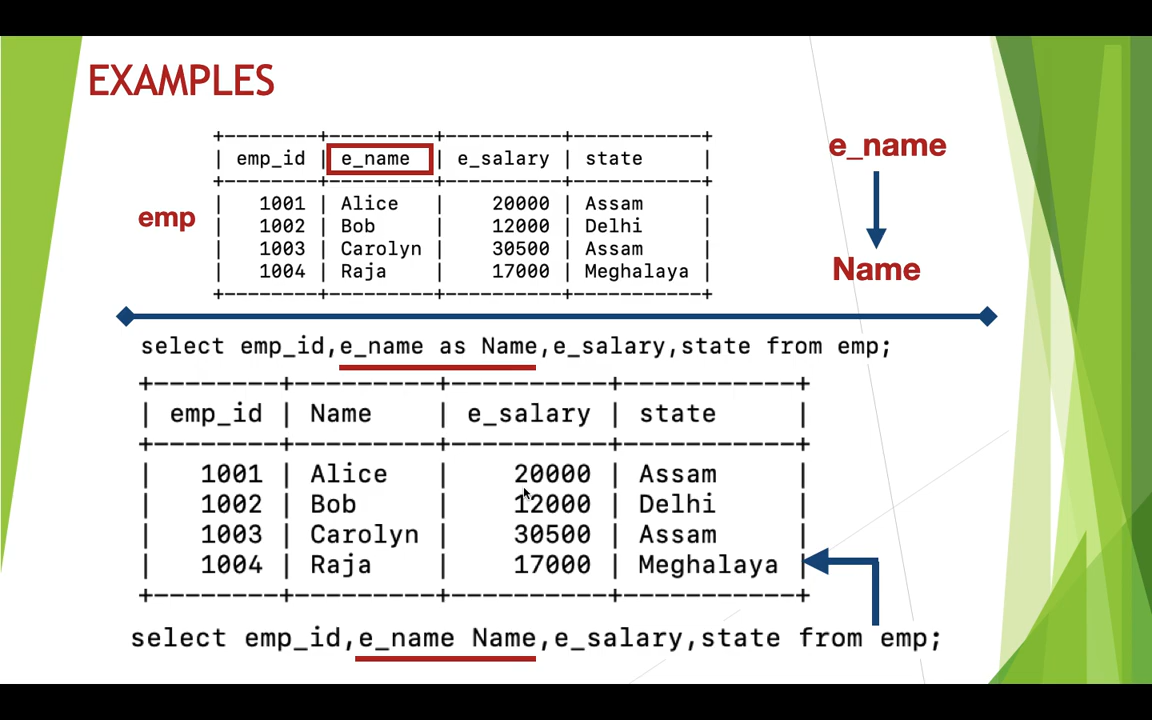 EXAMPLES
+--------+----------+----------+-----------+
| emp_id | e_name | e_salary | state |
+--------+----------+----------+-----------+
| 1001 | Alice | 20000 | Assam |
| 1002 | Bob | 12000 | Delhi |
| 1003 | Carolyn | 30500 | Assam |
| 1004 | Raja | 17000 | Meghalaya |
+--------+----------+----------+-----------+
emp
e_name
Name
select emp_id,e_name as Name,e_salary,state from emp;
+--------+---------+----------+-----------+
| emp_id | Name | e_salary | state |
+--------+---------+----------+-----------+
| 1001 | Alice | 20000 | Assam |
| 1002 | Bob | 12000 | Delhi |
| 1003 | Carolyn | 30500 | Assam |
| 1004 | Raja | 17000 | Meghalaya |
+--------+---------+----------+-----------+
select emp_id,e_name Name,e_salary,state from emp;